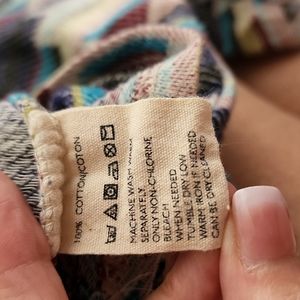 100% COTTON/COTON
MACHINE WASH WARM
SEPARATELY
ONLY NON-CHLORINE
BLEACH
WHEN NEEDED
TUMBLE DRY LOW
WARM IRON IF NEEDED
CAN BE DRY CLEANED